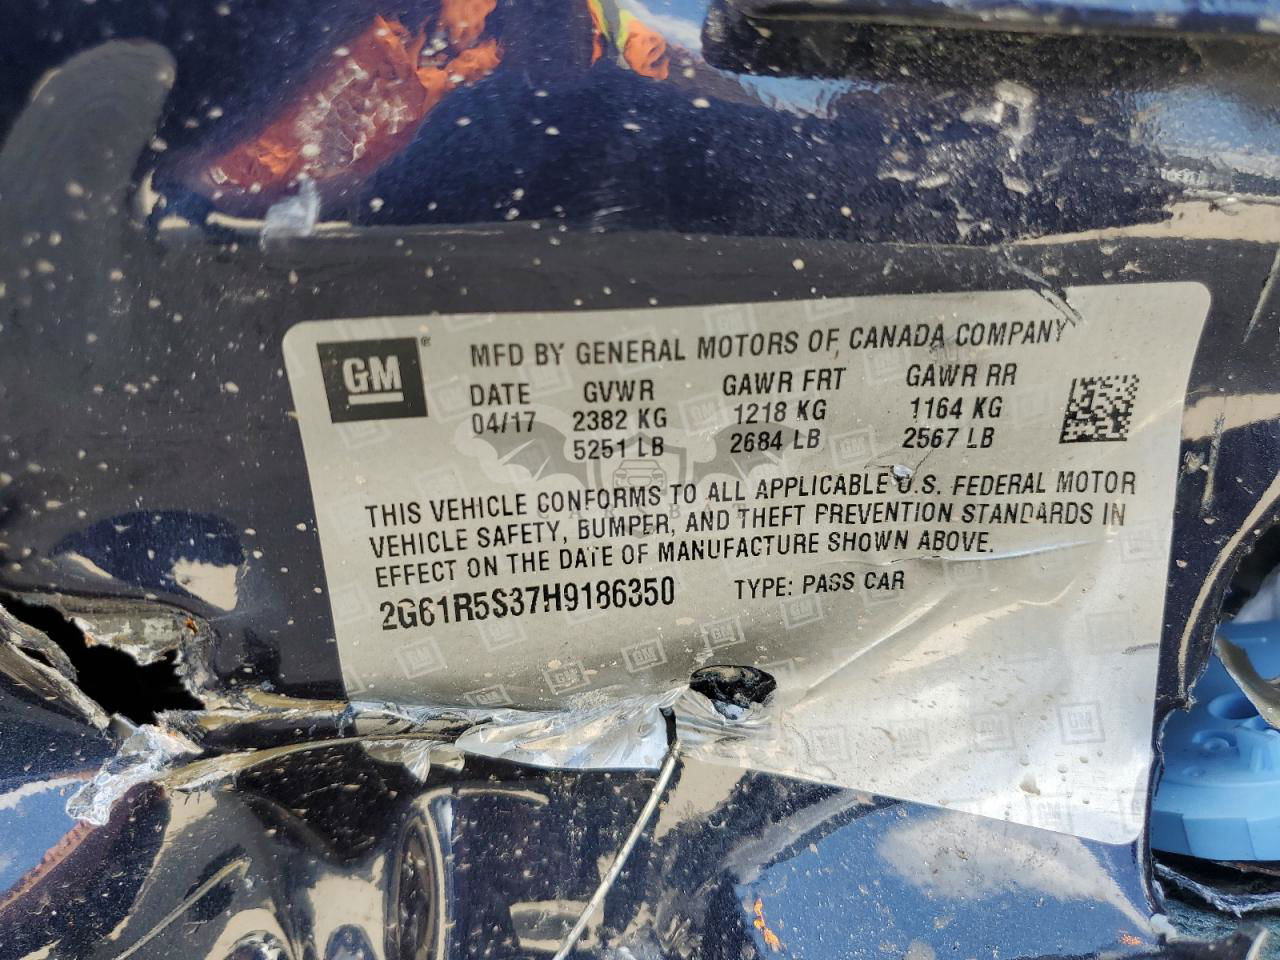 GM
MFD BY GENERAL MOTORS OF CANADA COMPANY
DATE GVWR GAWR FRT GAWR RR
04/17 2382 KG 1218 KG 1164 KG
5251 LB 2684 LB 2567 LB
THIS VEHICLE CONFORMS TO ALL APPLICABLE U.S. FEDERAL MOTOR
VEHICLE SAFETY, BUMPER, AND THEFT PREVENTION STANDARDS IN
EFFECT ON THE DATE OF MANUFACTURE SHOWN ABOVE.
2G61R5S37H9186350 TYPE: PASS CAR